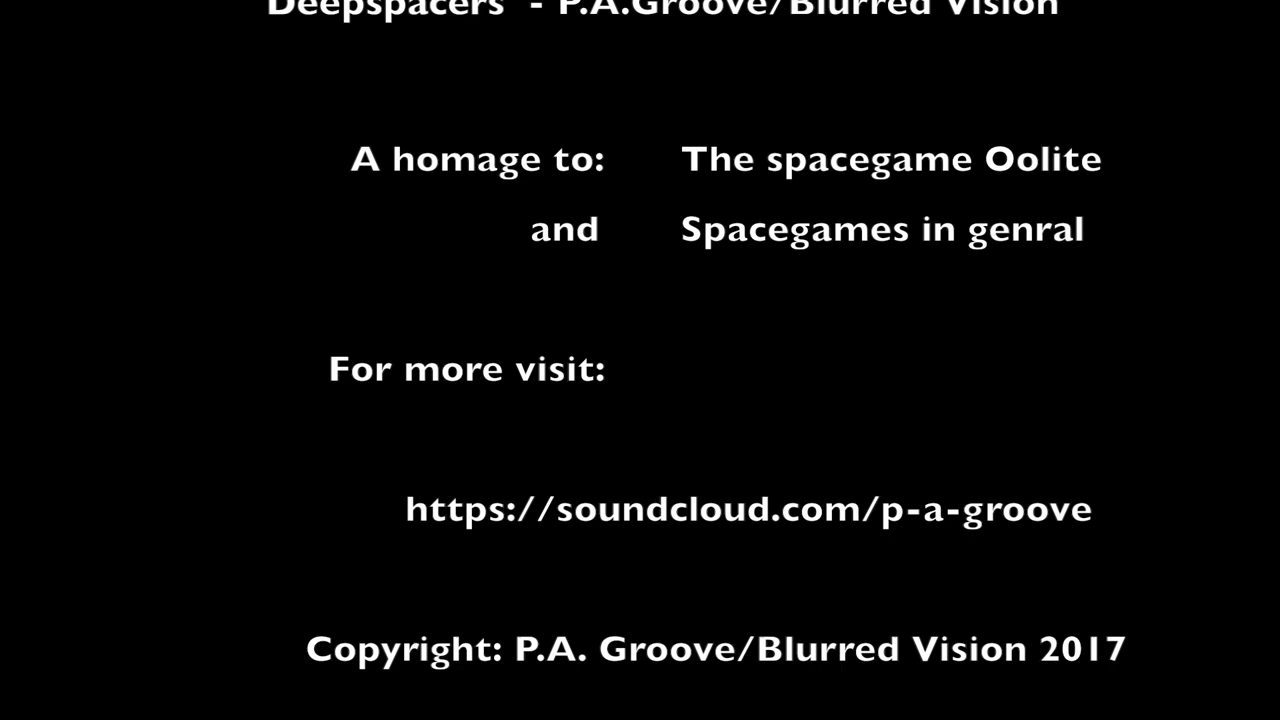 Deepspacers - P.A.Groove/Blurred Vision
A homage to: The spacegame Oolite
and Spacegames in genral
For more visit:
https://soundcloud.com/p-a-groove
Copyright: P.A. Groove/Blurred Vision 2017